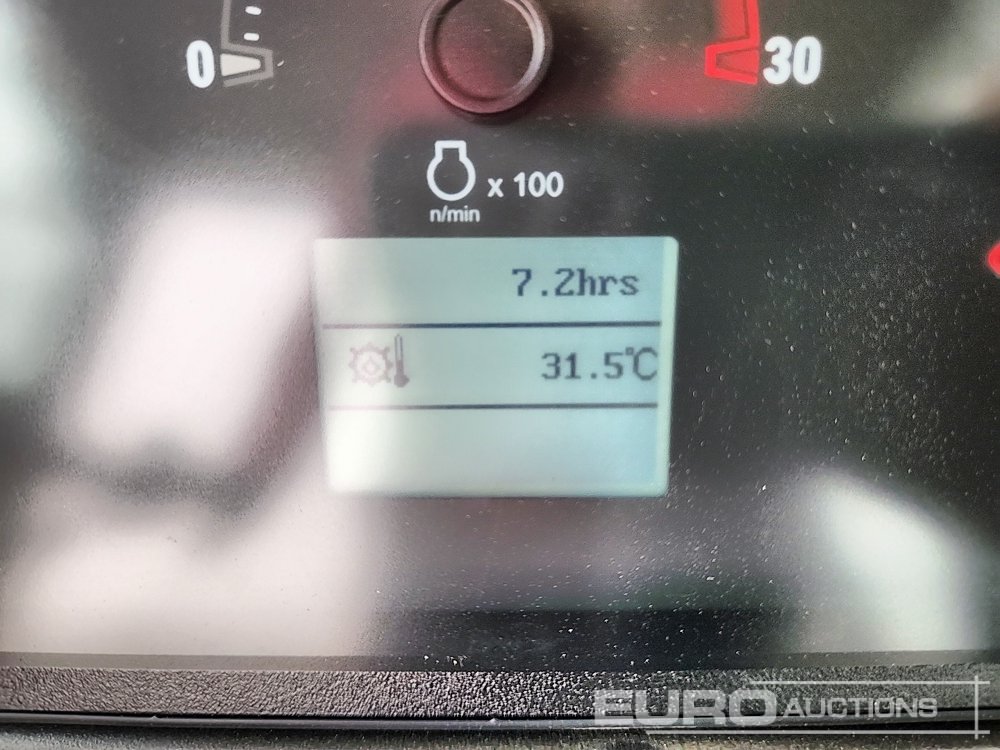 0 30
x 100
n/min
7.2hrs
31.5°C
EURO AUCTIONS